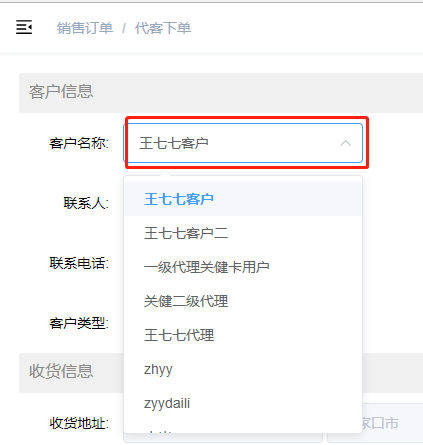 销售订单 / 代客下单
客户信息
客户名称: 王七七客户
联系人:
王七七客户
王七七客户二
联系电话:
一级代理关健卡用户
关健二级代理
客户类型:
王七七代理
收货信息
zhyy
zyydaili
收货地址:
家口市